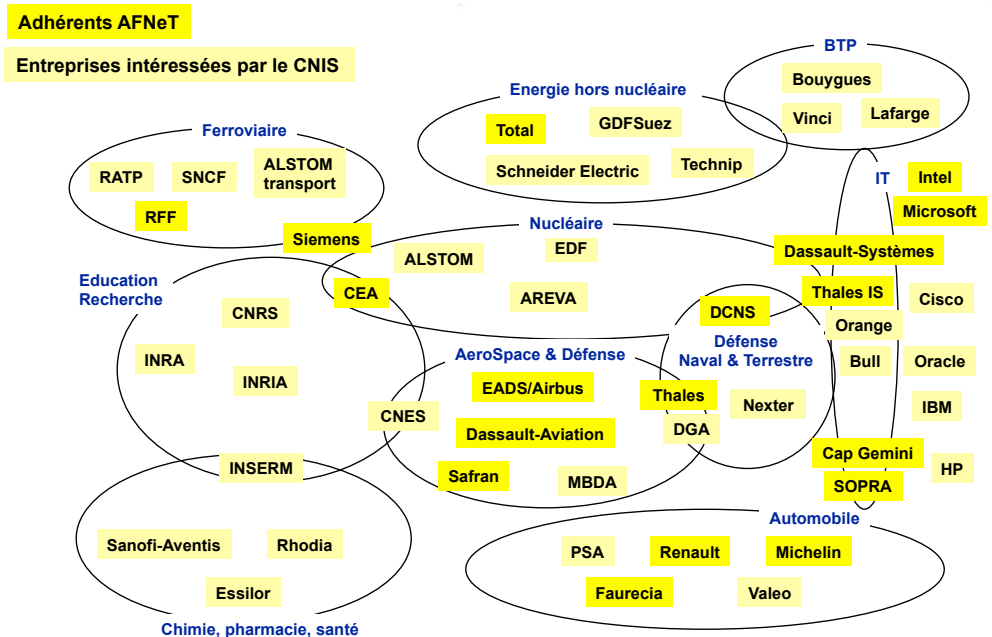 Adhérents AFNeT
Entreprises intéressées par le CNIS
BTP
Bouygues
Vinci
Lafarge
Energie hors nucléaire
Total
GDFSuez
Schneider Electric
Technip
Ferroviaire
RATP
SNCF
ALSTOM
transport
RFF
Siemens
IT
Intel
Microsoft
Dassault-Systèmes
Thales IS
Cisco
Orange
Bull
Oracle
IBM
Cap Gemini
HP
SOPRA
Nucléaire
ALSTOM
EDF
CEA
AREVA
DCNS
Education
Recherche
CNRS
INRA
INRIA
CNES
INSERM
AeroSpace & Défense
EADS/Airbus
Dassault-Aviation
Safran
MBDA
Thales
DGA
Défense
Naval & Terrestre
Nexter
Sanofi-Aventis
Rhodia
Essilor
Chimie, pharmacie, santé
Automobile
PSA
Renault
Michelin
Faurecia
Valeo